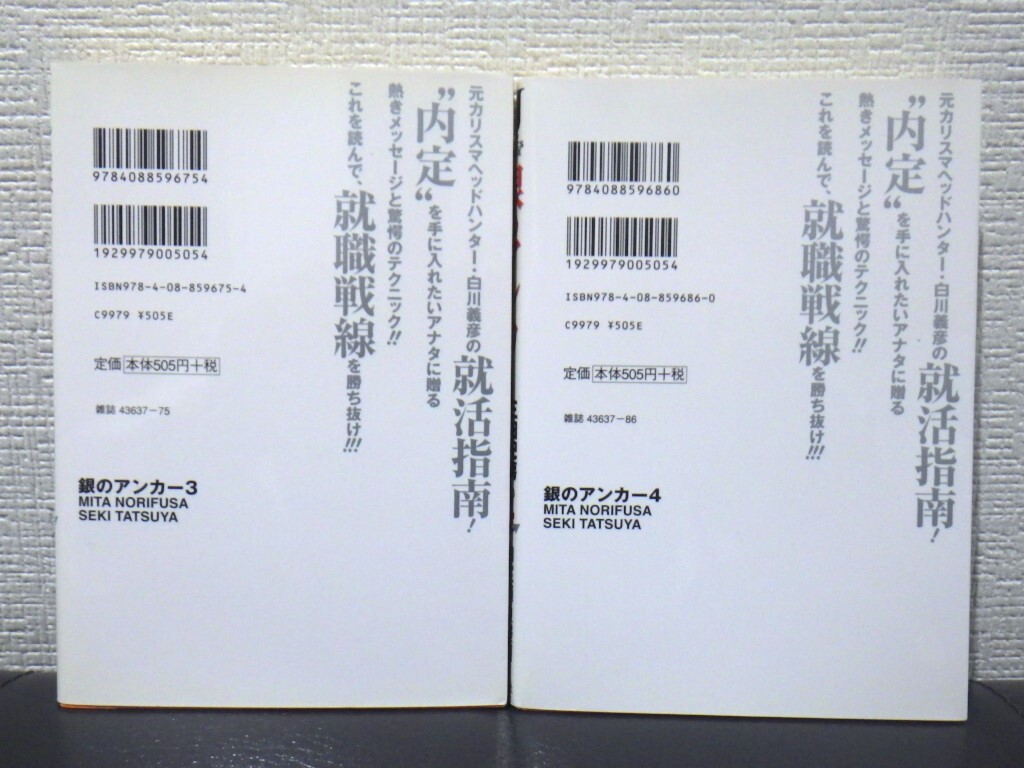 元カリスマヘッドハンター・白川義彦の就活指南！
”内定“を手に入れたいアナタに贈る
熱きメッセージと驚愕のテクニック!!
これを読んで、就職戦線を勝ち抜け!!!
9784088596754
1929979005054
ISBN978-4-08-859675-4
C9979 ¥505E
定価 本体505円＋税
雑誌 43637−75
銀のアンカー3
MITA NORIFUSA
SEKI TATSUYA
元カリスマヘッドハンター・白川義彦の就活指南！
”内定“を手に入れたいアナタに贈る
熱きメッセージと驚愕のテクニック!!
これを読んで、就職戦線を勝ち抜け!!!
9784088596860
1929979005054
ISBN978-4-08-859686-0
C9979 ¥505E
定価 本体505円＋税
雑誌 43637−86
銀のアンカー4
MITA NORIFUSA
SEKI TATSUYA